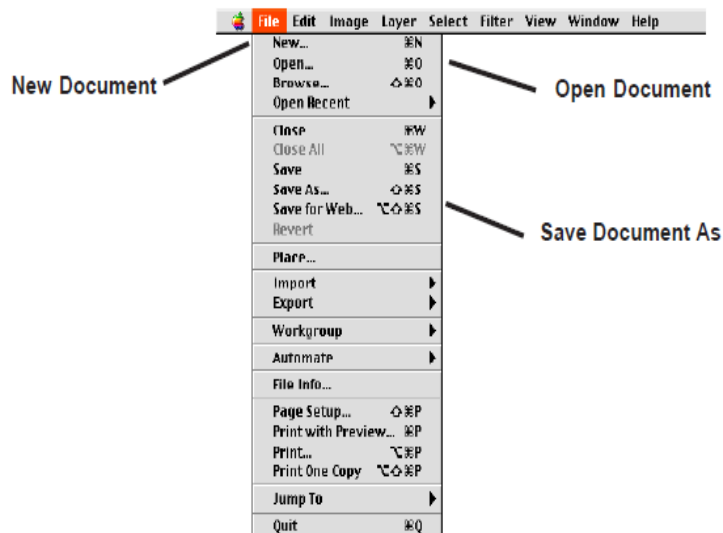 File Edit Image Layer Select Filter View Window Help
New... ⌘N
Open... ⌘O
Browse... ⇧⌘O
Open Recent
Close ⌘W
Close All ⌥⌘W
Save ⌘S
Save As... ⇧⌘S
Save for Web... ⌥⇧⌘S
Revert
Place...
Import
Export
Workgroup
Automate
File Info...
Page Setup... ⇧⌘P
Print with Preview... ⌘P
Print... ⌥⌘P
Print One Copy ⌥⇧⌘P
Jump To
Quit ⌘Q
New Document
Open Document
Save Document As